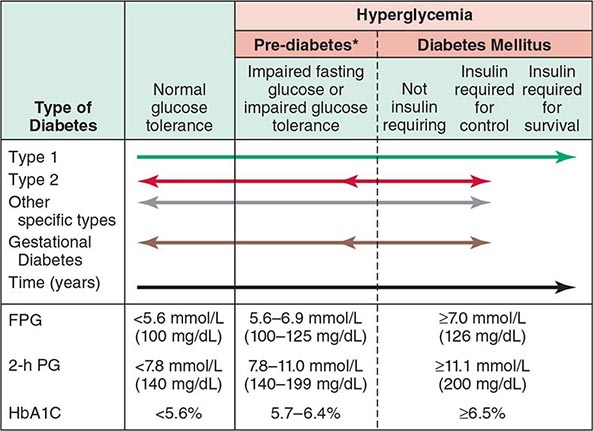 Hyperglycemia
Pre-diabetes*
Diabetes Mellitus
Type of
Diabetes
Normal
glucose
tolerance
Impaired fasting
glucose or
impaired glucose
tolerance
Not
insulin
requiring
Insulin
required
for
control
Insulin
required
for
survival
Type 1
Type 2
Other
specific types
Gestational
Diabetes
Time (years)
FPG
<5.6 mmol/L
(100 mg/dL)
5.6–6.9 mmol/L
(100–125 mg/dL)
≥7.0 mmol/L
(126 mg/dL)
2-h PG
<7.8 mmol/L
(140 mg/dL)
7.8–11.0 mmol/L
(140–199 mg/dL)
≥11.1 mmol/L
(200 mg/dL)
HbA1C
<5.6%
5.7–6.4%
≥6.5%